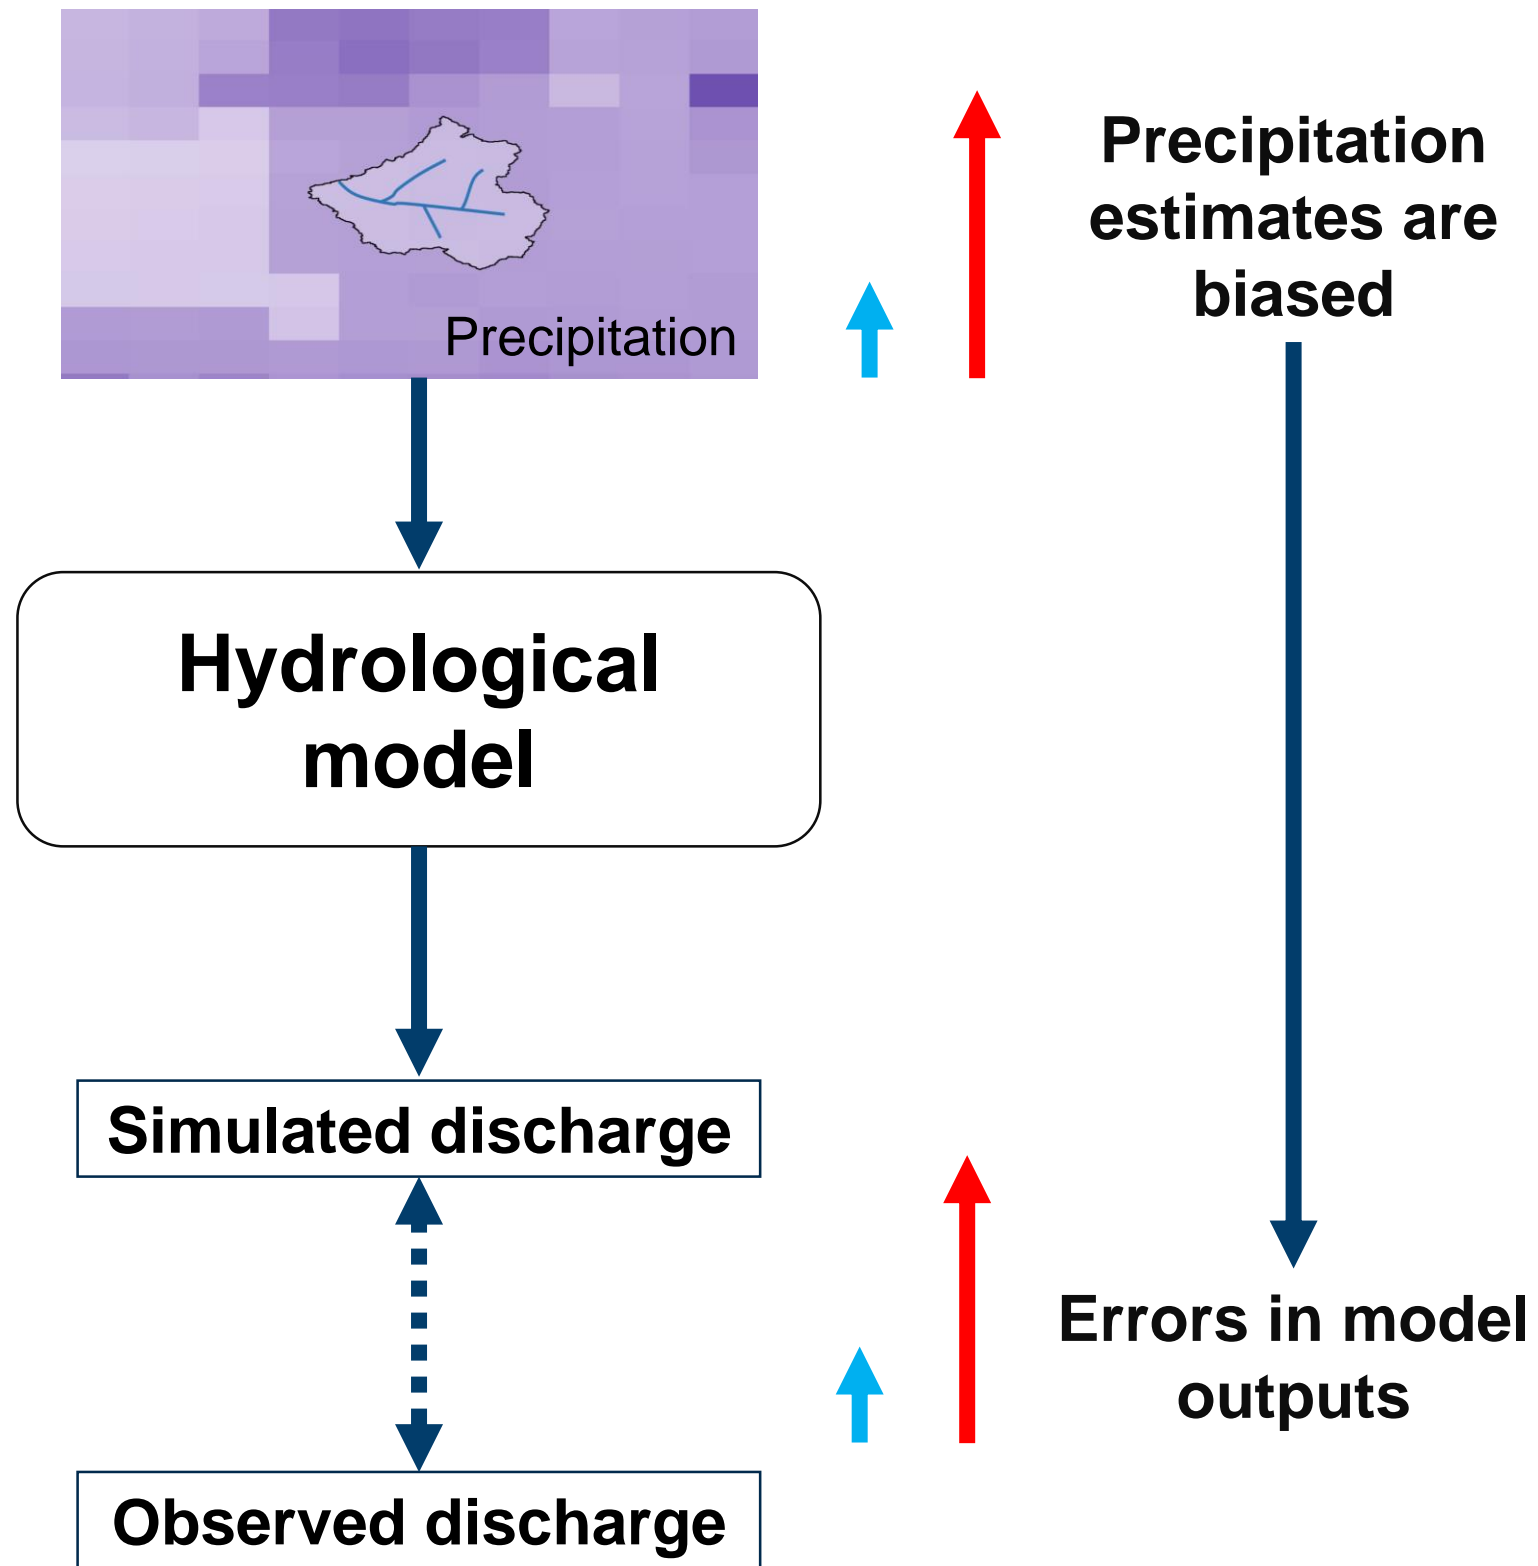 Precipitation
estimates are
biased
Precipitation
Hydrological
model
Simulated discharge
Errors in model
outputs
Observed discharge